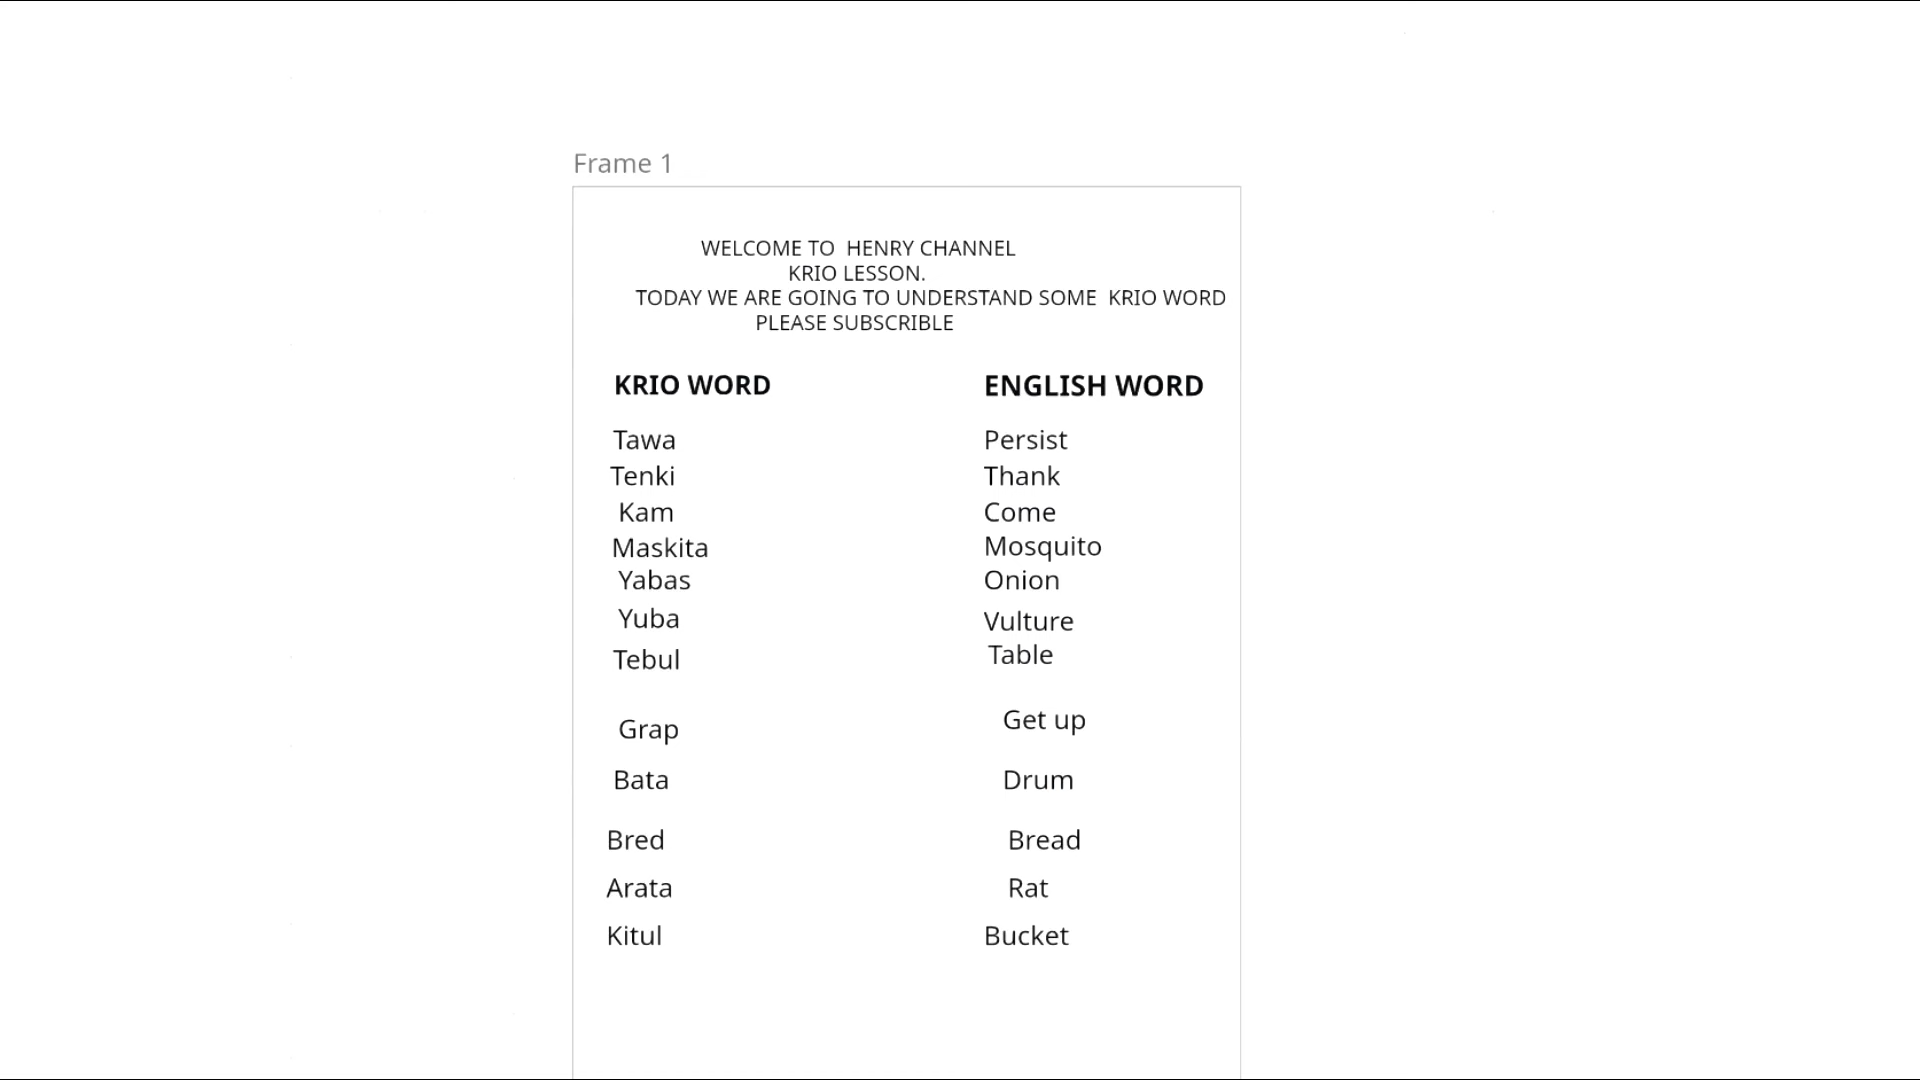 Frame 1
WELCOME TO HENRY CHANNEL
KRIO LESSON.
TODAY WE ARE GOING TO UNDERSTAND SOME KRIO WORD
PLEASE SUBSCRIBLE
KRIO WORD ENGLISH WORD
Tawa Persist
Tenki Thank
Kam Come
Maskita Mosquito
Yabas Onion
Yuba Vulture
Tebul Table
Grap Get up
Bata Drum
Bred Bread
Arata Rat
Kitul Bucket